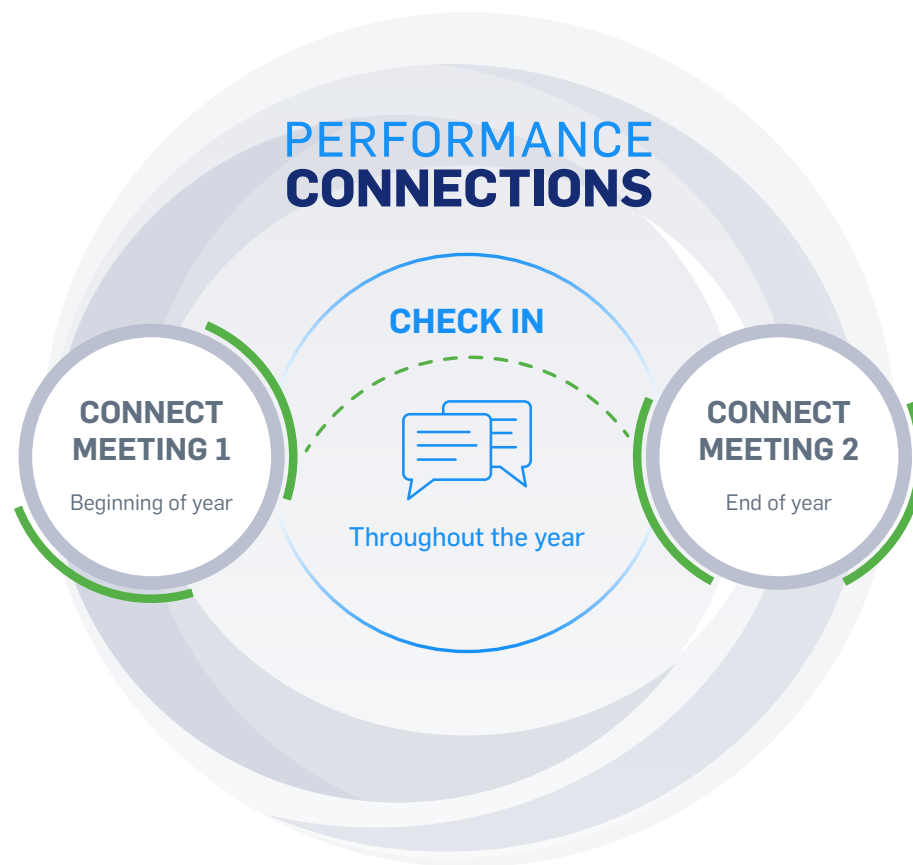 PERFORMANCE
CONNECTIONS
CHECK IN
CONNECT
MEETING 1
Beginning of year
Throughout the year
CONNECT
MEETING 2
End of year